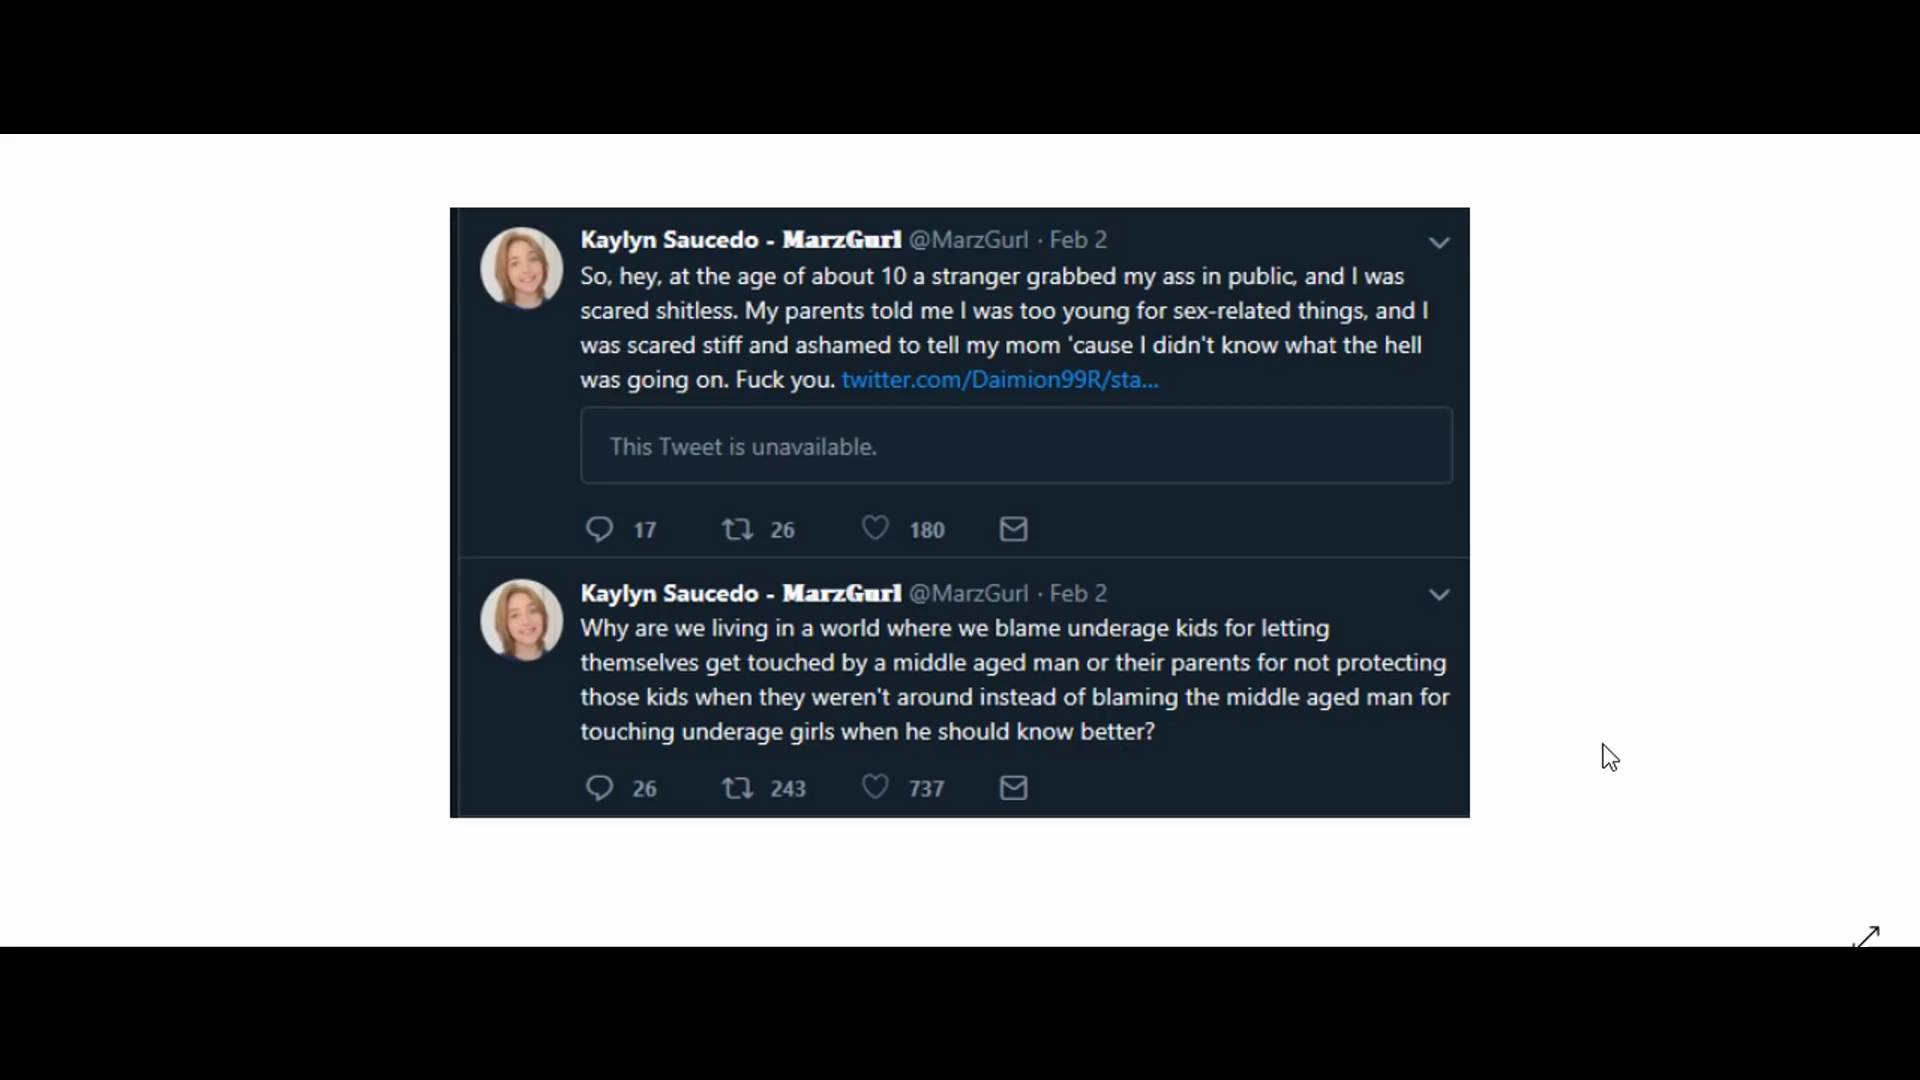 Kaylyn Saucedo - MarzGurl @MarzGurl · Feb 2
So, hey, at the age of about 10 a stranger grabbed my ass in public, and I was
scared shitless. My parents told me I was too young for sex-related things, and I
was scared stiff and ashamed to tell my mom 'cause I didn't know what the hell
was going on. Fuck you. twitter.com/Daimion99R/sta...
This Tweet is unavailable.
17 26 180
Kaylyn Saucedo - MarzGurl @MarzGurl · Feb 2
Why are we living in a world where we blame underage kids for letting
themselves get touched by a middle aged man or their parents for not protecting
those kids when they weren't around instead of blaming the middle aged man for
touching underage girls when he should know better?
26 243 737